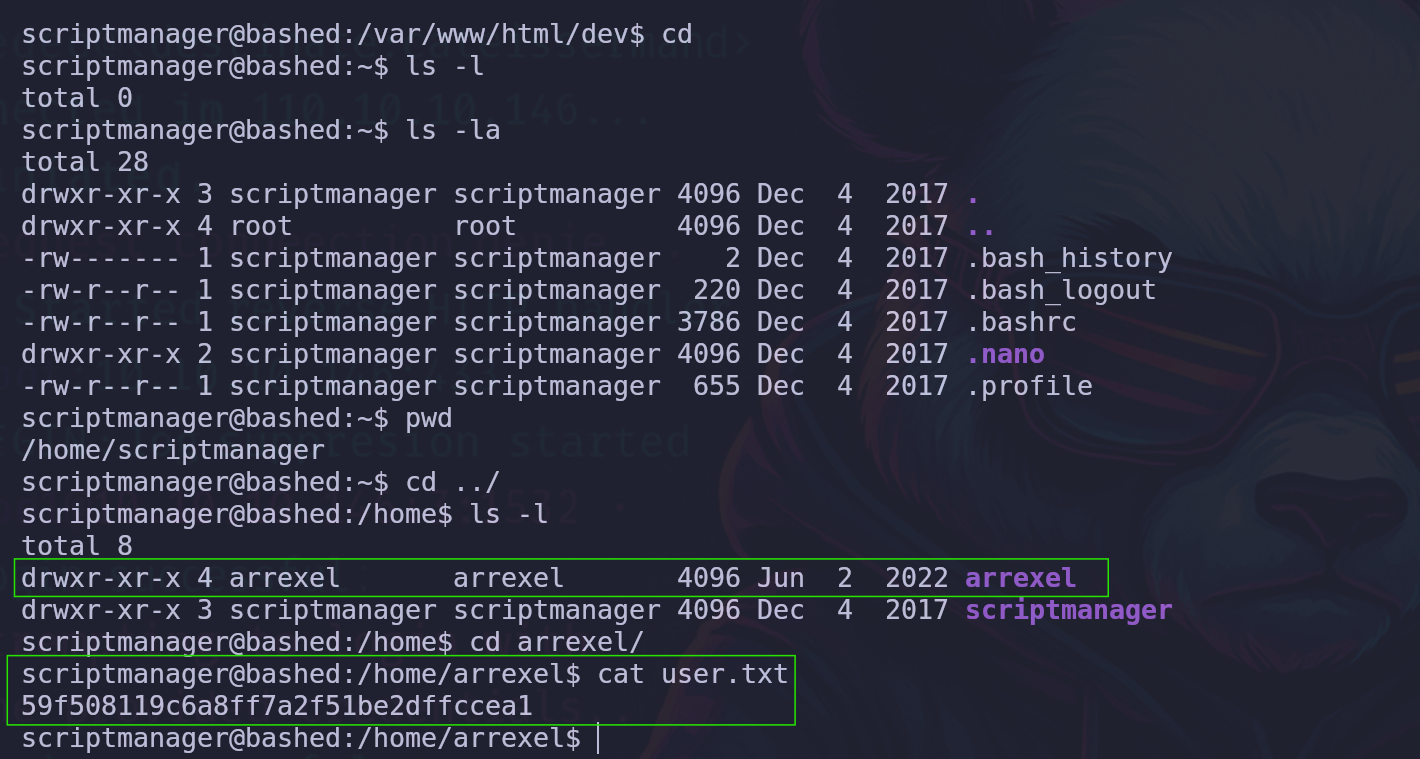 scriptmanager@bashed:/var/www/html/dev$ cd
scriptmanager@bashed:~$ ls -l
total 0
scriptmanager@bashed:~$ ls -la
total 28
drwxr-xr-x 3 scriptmanager scriptmanager 4096 Dec  4  2017 .
drwxr-xr-x 4 root          root          4096 Dec  4  2017 ..
-rw------- 1 scriptmanager scriptmanager    2 Dec  4  2017 .bash_history
-rw-r--r-- 1 scriptmanager scriptmanager  220 Dec  4  2017 .bash_logout
-rw-r--r-- 1 scriptmanager scriptmanager 3786 Dec  4  2017 .bashrc
drwxr-xr-x 2 scriptmanager scriptmanager 4096 Dec  4  2017 .nano
-rw-r--r-- 1 scriptmanager scriptmanager  655 Dec  4  2017 .profile
scriptmanager@bashed:~$ pwd
/home/scriptmanager
scriptmanager@bashed:~$ cd ../
scriptmanager@bashed:/home$ ls -l
total 8
drwxr-xr-x 4 arrexel       arrexel       4096 Jun  2  2022 arrexel
drwxr-xr-x 3 scriptmanager scriptmanager 4096 Dec  4  2017 scriptmanager
scriptmanager@bashed:/home$ cd arrexel/
scriptmanager@bashed:/home/arrexel$ cat user.txt
59f508119c6a8ff7a2f51be2dffccea1
scriptmanager@bashed:/home/arrexel$